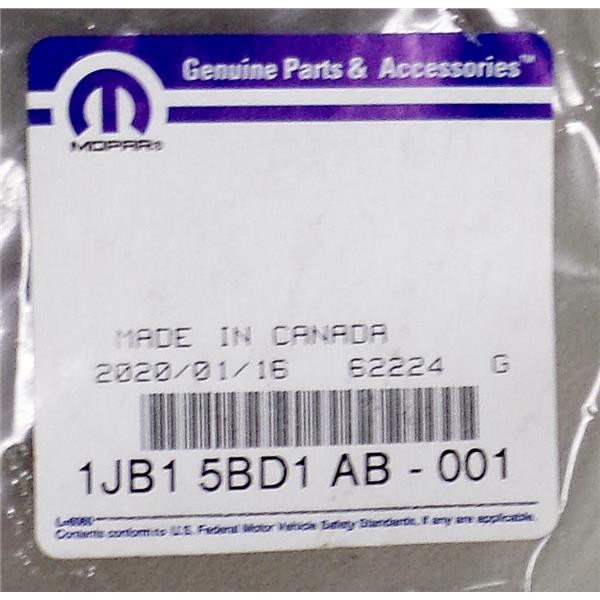 Genuine Parts & Accessories™
MOPAR®
MADE IN CANADA
2020/01/16 62224 G
1JB1 5BD1 AB - 001
Contents conform to U.S. Federal Motor Vehicle Safety Standards, if any are applicable.